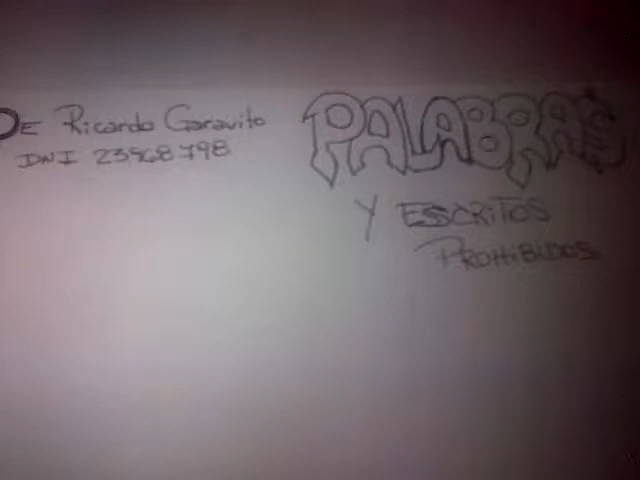 DE Ricardo Garavito
DNI 23968798
PALABRAS
Y ESCRITOS
PROHIBIDOS